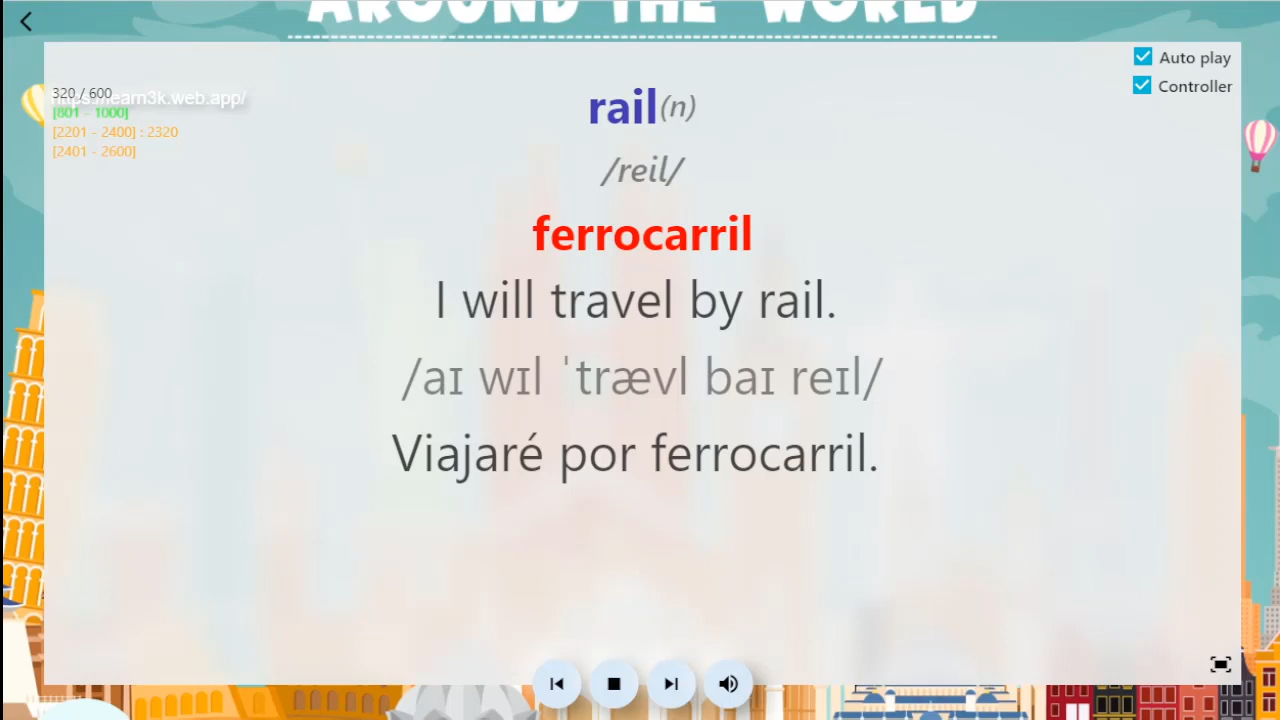 AROUND THE WORLD
Auto play
Controller
320 / 600
https://learn3k.web.app/
[801 - 1000]
[2201 - 2400] : 2320
[2401 - 2600]
rail(n)
/reil/
ferrocarril
I will travel by rail.
/aɪ wɪl ˈtrævl baɪ reɪl/
Viajaré por ferrocarril.